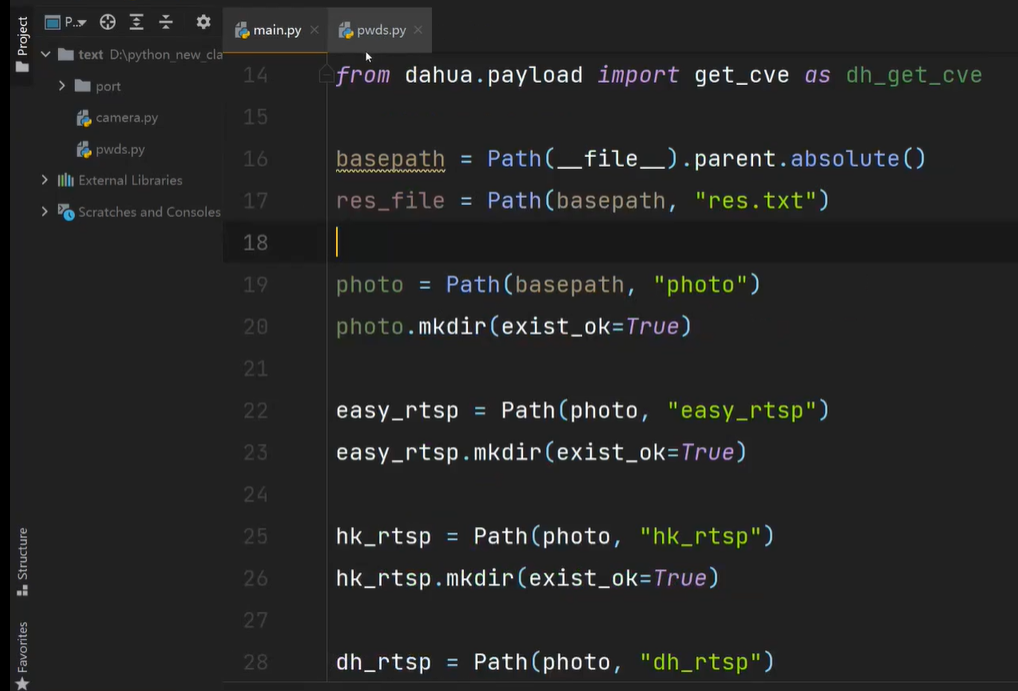 Project
P..
main.py
pwds.py
text D:\python_new_cla
port
camera.py
pwds.py
External Libraries
Scratches and Consoles
Structure
Favorites
14 from dahua.payload import get_cve as dh_get_cve
15
16 basepath = Path(__file__).parent.absolute()
17 res_file = Path(basepath, "res.txt")
18
19 photo = Path(basepath, "photo")
20 photo.mkdir(exist_ok=True)
21
22 easy_rtsp = Path(photo, "easy_rtsp")
23 easy_rtsp.mkdir(exist_ok=True)
24
25 hk_rtsp = Path(photo, "hk_rtsp")
26 hk_rtsp.mkdir(exist_ok=True)
27
28 dh_rtsp = Path(photo, "dh_rtsp")